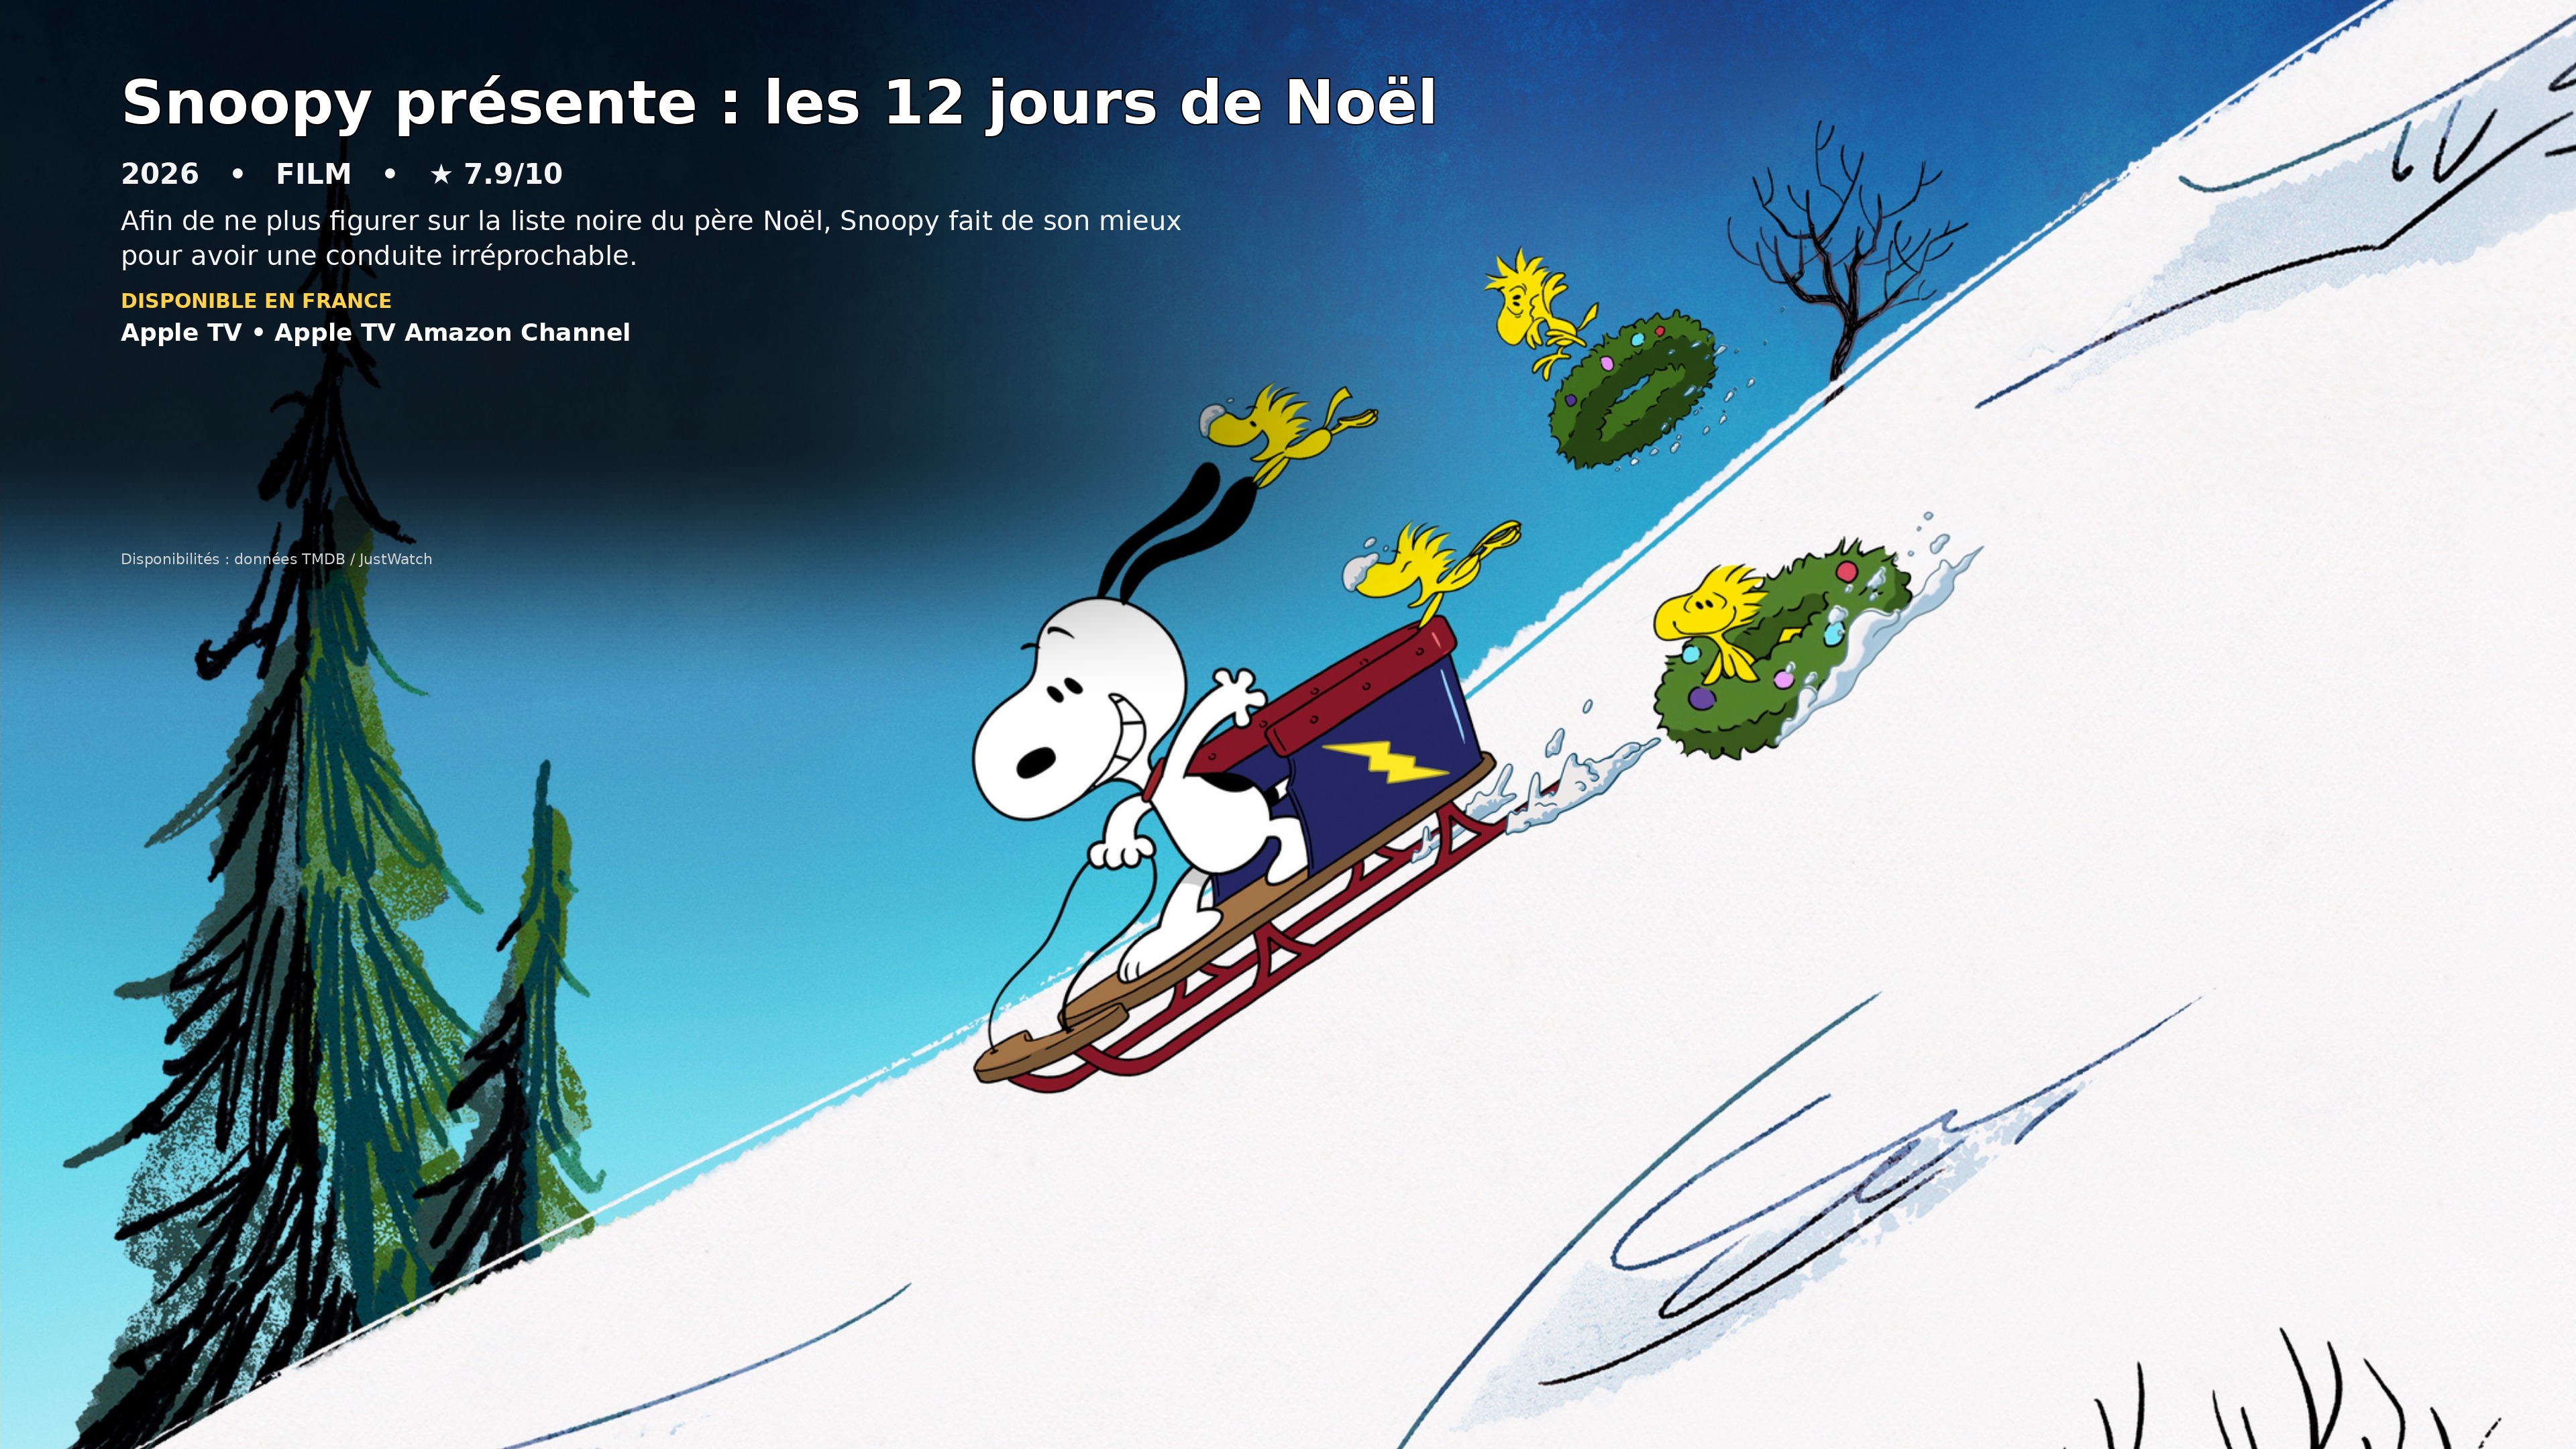 Snoopy présente : les 12 jours de Noël
2026 • FILM • ★ 7.9/10
Afin de ne plus figurer sur la liste noire du père Noël, Snoopy fait de son mieux
pour avoir une conduite irréprochable.
DISPONIBLE EN FRANCE
Apple TV • Apple TV Amazon Channel
Disponibilités : données TMDB / JustWatch